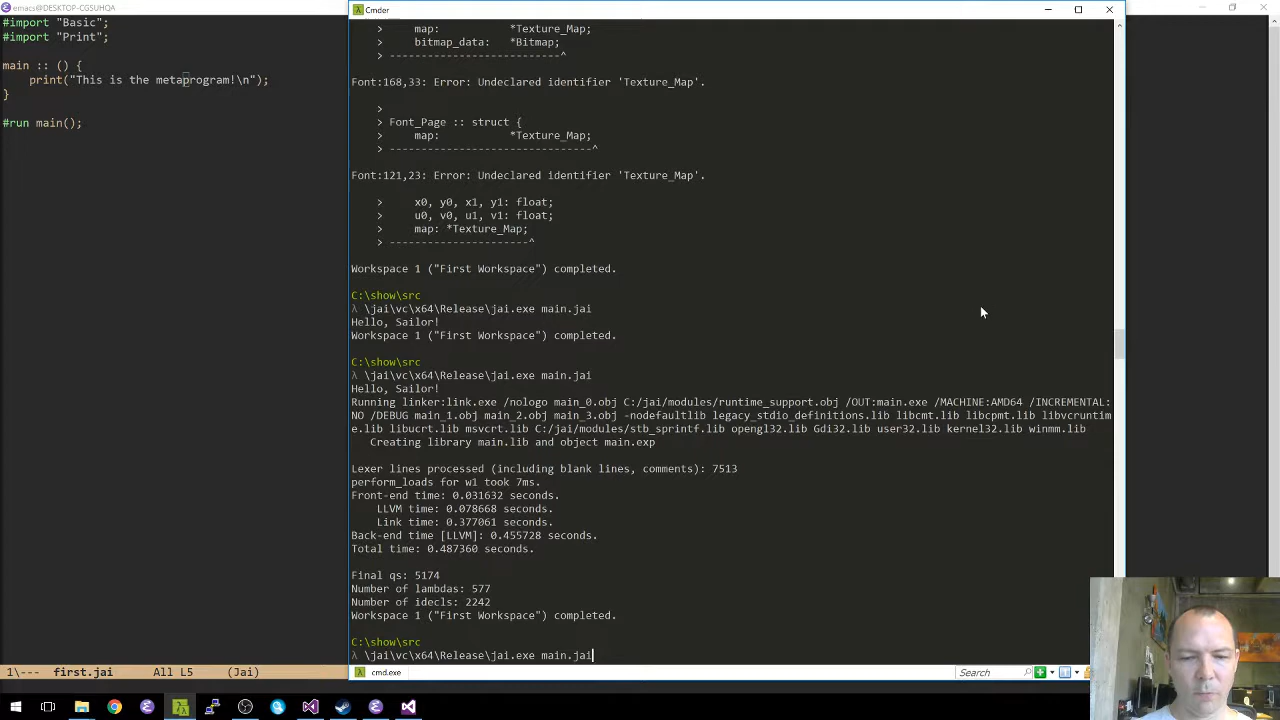 emacs@DESKTOP-CGSUHQA
#import "Basic";
#import "Print";
main :: () {
    print("This is the metaprogram!\n");
}
#run main();
1\---  first.jai      All L5     (Jai)
Cmder
    >     map:            *Texture_Map;
    >     bitmap_data:    *Bitmap;
    > ---------------------------^
Font:168,33: Error: Undeclared identifier 'Texture_Map'.
    >
    > Font_Page :: struct {
    >     map:            *Texture_Map;
    > --------------------------------^
Font:121,23: Error: Undeclared identifier 'Texture_Map'.
    >     x0, y0, x1, y1: float;
    >     u0, v0, u1, v1: float;
    >     map: *Texture_Map;
    > ----------------------^
Workspace 1 ("First Workspace") completed.
C:\show\src
λ \jai\vc\x64\Release\jai.exe main.jai
Hello, Sailor!
Workspace 1 ("First Workspace") completed.
C:\show\src
λ \jai\vc\x64\Release\jai.exe main.jai
Hello, Sailor!
Running linker:link.exe /nologo main_0.obj C:/jai/modules/runtime_support.obj /OUT:main.exe /MACHINE:AMD64 /INCREMENTAL:
NO /DEBUG main_1.obj main_2.obj main_3.obj -nodefaultlib legacy_stdio_definitions.lib libcmt.lib libcpmt.lib libvcruntim
e.lib libucrt.lib msvcrt.lib C:/jai/modules/stb_sprintf.lib opengl32.lib Gdi32.lib user32.lib kernel32.lib winmm.lib
   Creating library main.lib and object main.exp
Lexer lines processed (including blank lines, comments): 7513
perform_loads for w1 took 7ms.
Front-end time: 0.031632 seconds.
    LLVM time: 0.078668 seconds.
    Link time: 0.377061 seconds.
Back-end time [LLVM]: 0.455728 seconds.
Total time: 0.487360 seconds.
Final qs: 5174
Number of lambdas: 577
Number of idecls: 2242
Workspace 1 ("First Workspace") completed.
C:\show\src
λ \jai\vc\x64\Release\jai.exe main.jai
cmd.exe
Search